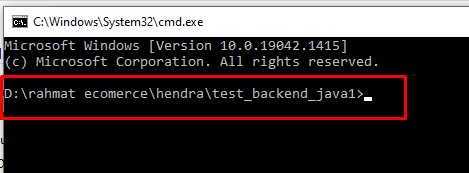 C:\Windows\System32\cmd.exe
Microsoft Windows [Version 10.0.19042.1415]
(c) Microsoft Corporation. All rights reserved.
D:\rahmat ecomerce\hendra\test_backend_java1>